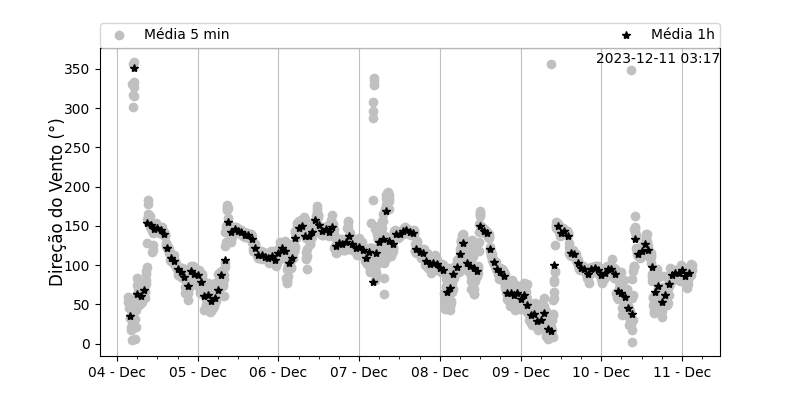 Média 5 min
Média 1h
2023-12-11 03:17
Direção do Vento (°)
350
300
250
200
150
100
50
0
04 - Dec
05 - Dec
06 - Dec
07 - Dec
08 - Dec
09 - Dec
10 - Dec
11 - Dec